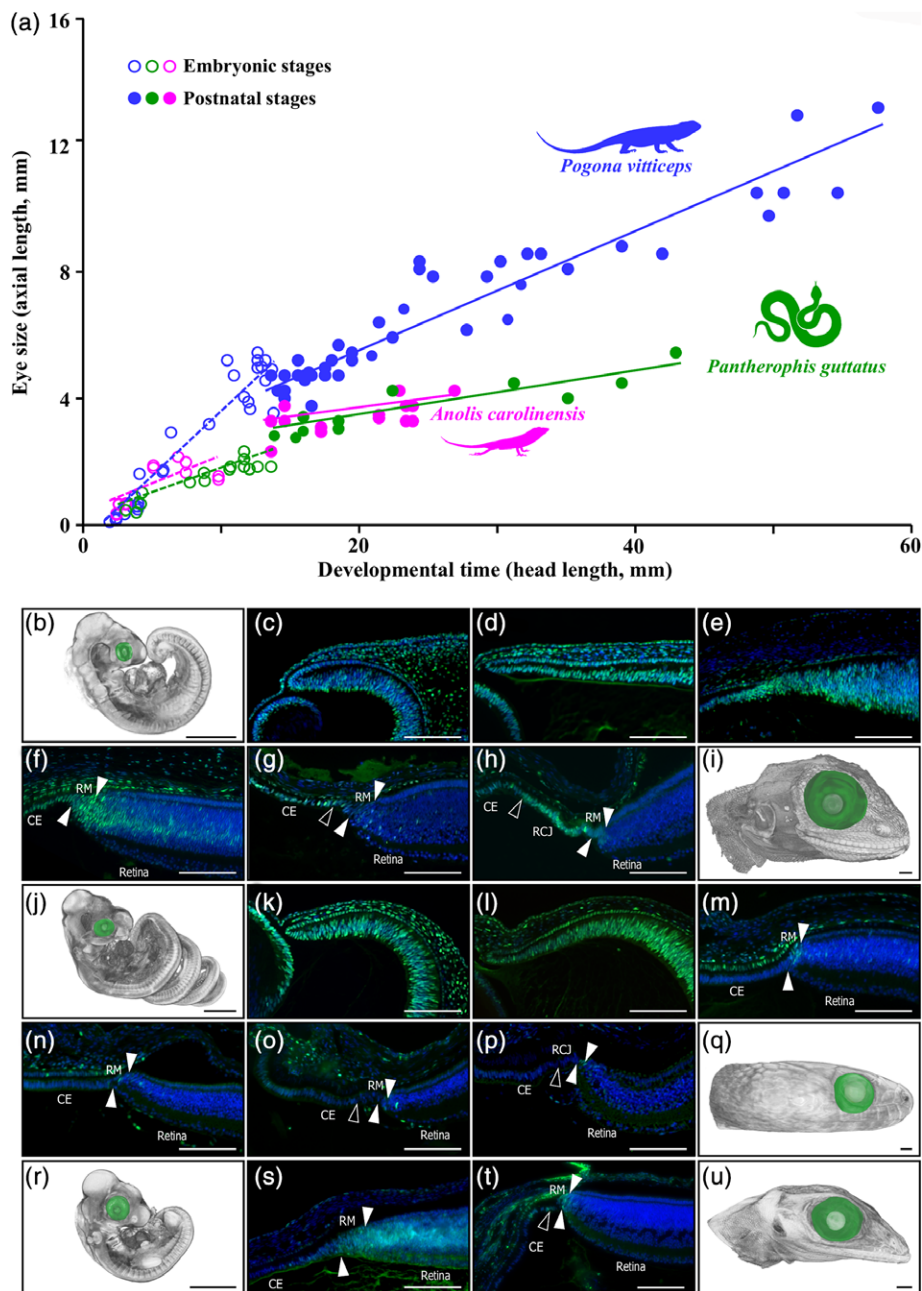 (a)
16
12
8
4
0
Eye size (axial length, mm)
Embryonic stages
Postnatal stages
Pogona vitticeps
Pantherophis guttatus
Anolis carolinensis
0 20 40 60
Developmental time (head length, mm)
(b) (c) (d) (e)
(f) RM CE Retina
(g) RM CE Retina
(h) RM CE RCJ Retina
(i)
(j) (k) (l)
(m) RM CE Retina
(n) RM CE Retina
(o) RM CE Retina
(p) RCJ CE Retina
(q)
(r)
(s) RM CE Retina
(t) RM CE Retina
(u)